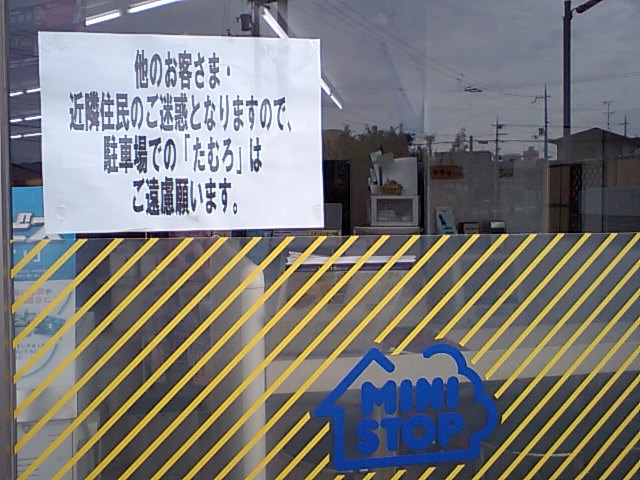 他のお客さま・
近隣住民のご迷惑となりますので、
駐車場での「たむろ」は
ご遠慮願います。
MINI
STOP